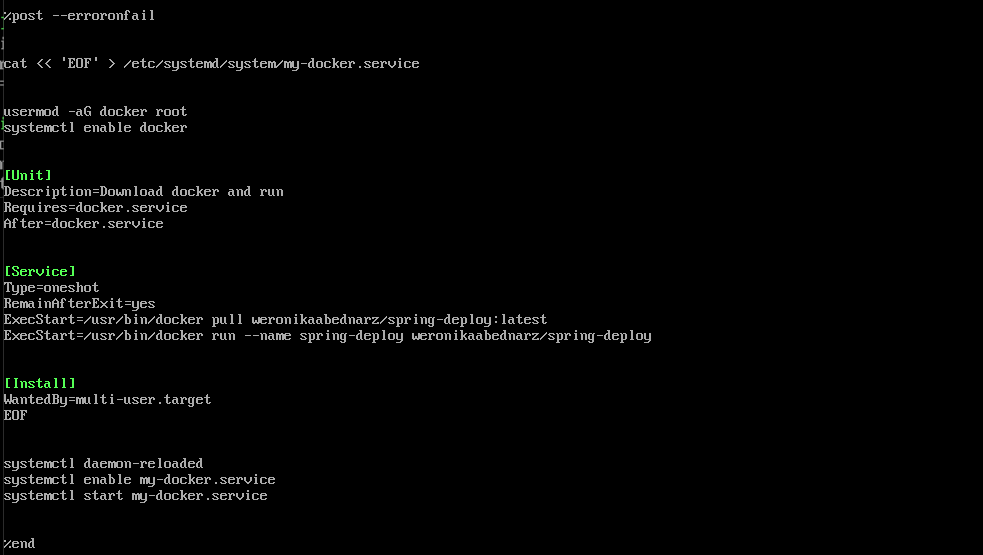 %post --erroronfail
cat << 'EOF' > /etc/systemd/system/my-docker.service
usermod -aG docker root
systemctl enable docker
[Unit]
Description=Download docker and run
Requires=docker.service
After=docker.service
[Service]
Type=oneshot
RemainAfterExit=yes
ExecStart=/usr/bin/docker pull weronikaabednarz/spring-deploy:latest
ExecStart=/usr/bin/docker run --name spring-deploy weronikaabednarz/spring-deploy
[Install]
WantedBy=multi-user.target
EOF
systemctl daemon-reloaded
systemctl enable my-docker.service
systemctl start my-docker.service
%end